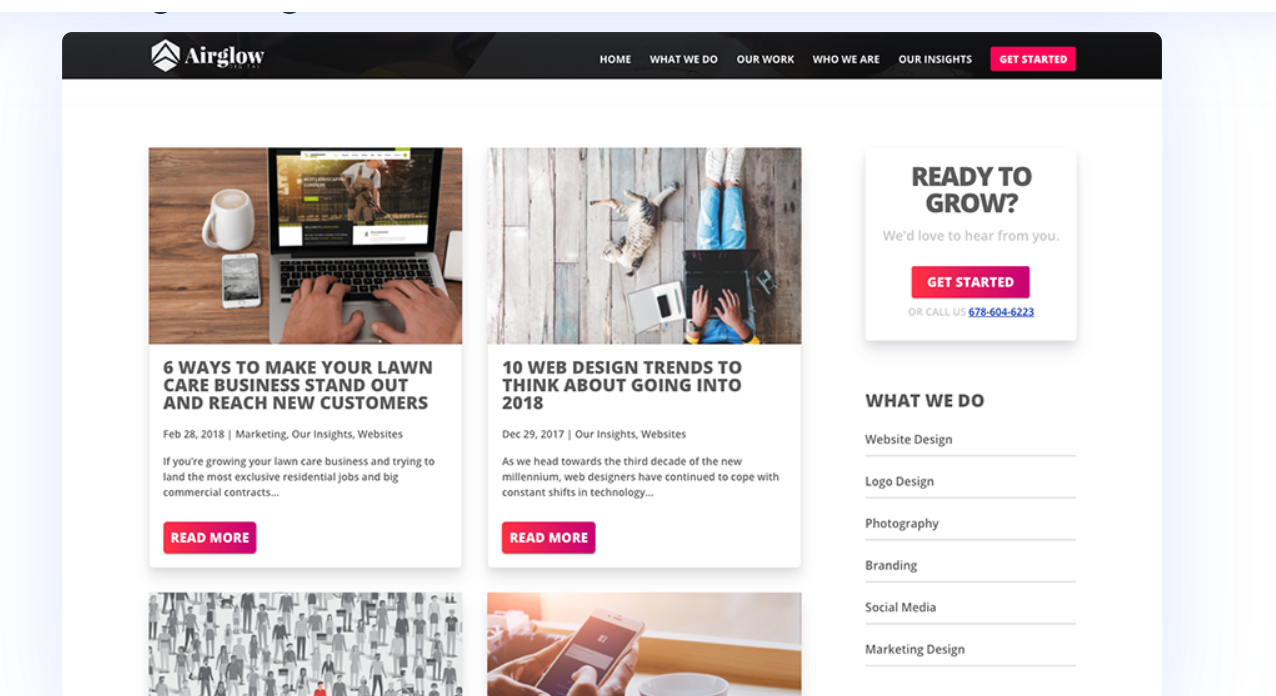 Airglow
DIGITAL
HOME WHAT WE DO OUR WORK WHO WE ARE OUR INSIGHTS GET STARTED
6 WAYS TO MAKE YOUR LAWN
CARE BUSINESS STAND OUT
AND REACH NEW CUSTOMERS
Feb 28, 2018 | Marketing, Our Insights, Websites
If you're growing your lawn care business and trying to
land the most exclusive residential jobs and big
commercial contracts...
READ MORE
10 WEB DESIGN TRENDS TO
THINK ABOUT GOING INTO
2018
Dec 29, 2017 | Our Insights, Websites
As we head towards the third decade of the new
millennium, web designers have continued to cope with
constant shifts in technology...
READ MORE
READY TO
GROW?
We'd love to hear from you.
GET STARTED
OR CALL US 678-604-6223
WHAT WE DO
Website Design
Logo Design
Photography
Branding
Social Media
Marketing Design